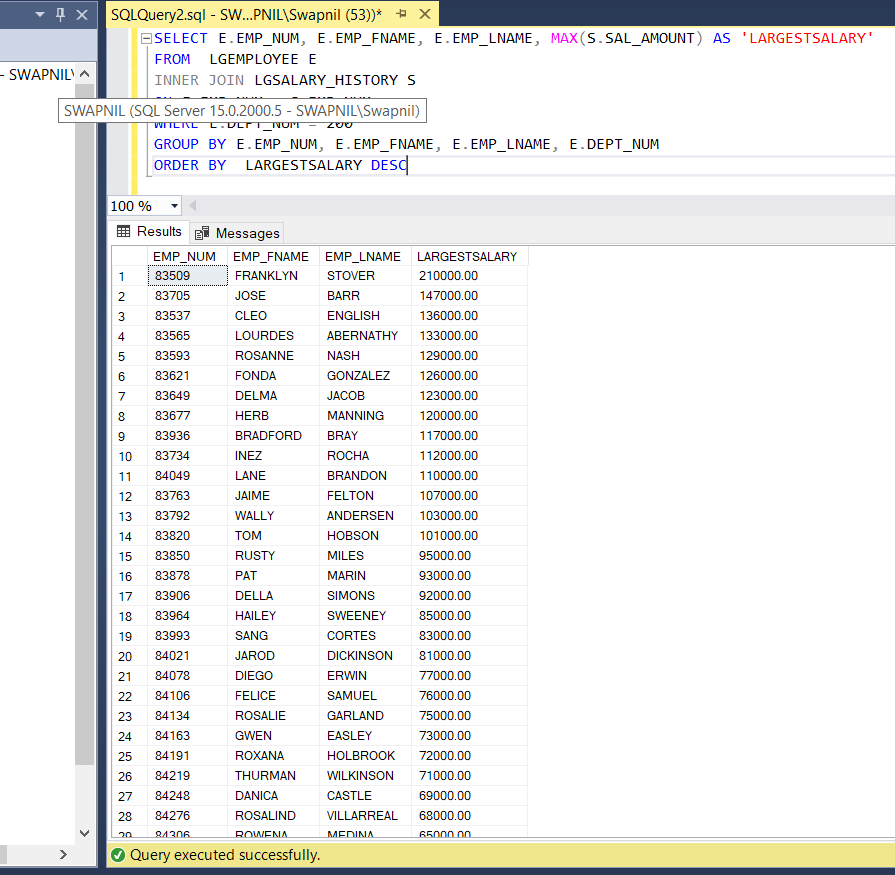 SQLQuery2.sql - SW...PNIL\Swapnil (53))*
- SWAPNIL\
SELECT E.EMP_NUM, E.EMP_FNAME, E.EMP_LNAME, MAX(S.SAL_AMOUNT) AS 'LARGESTSALARY'
FROM LGEMPLOYEE E
INNER JOIN LGSALARY_HISTORY S
SWAPNIL (SQL Server 15.0.2000.5 - SWAPNIL\Swapnil)
WHERE E.DEPT_NUM = 200
GROUP BY E.EMP_NUM, E.EMP_FNAME, E.EMP_LNAME, E.DEPT_NUM
ORDER BY LARGESTSALARY DESC
100 %
Results Messages
EMP_NUM EMP_FNAME EMP_LNAME LARGESTSALARY
1 83509 FRANKLYN STOVER 210000.00
2 83705 JOSE BARR 147000.00
3 83537 CLEO ENGLISH 136000.00
4 83565 LOURDES ABERNATHY 133000.00
5 83593 ROSANNE NASH 129000.00
6 83621 FONDA GONZALEZ 126000.00
7 83649 DELMA JACOB 123000.00
8 83677 HERB MANNING 120000.00
9 83936 BRADFORD BRAY 117000.00
10 83734 INEZ ROCHA 112000.00
11 84049 LANE BRANDON 110000.00
12 83763 JAIME FELTON 107000.00
13 83792 WALLY ANDERSEN 103000.00
14 83820 TOM HOBSON 101000.00
15 83850 RUSTY MILES 95000.00
16 83878 PAT MARIN 93000.00
17 83906 DELLA SIMONS 92000.00
18 83964 HAILEY SWEENEY 85000.00
19 83993 SANG CORTES 83000.00
20 84021 JAROD DICKINSON 81000.00
21 84078 DIEGO ERWIN 77000.00
22 84106 FELICE SAMUEL 76000.00
23 84134 ROSALIE GARLAND 75000.00
24 84163 GWEN EASLEY 73000.00
25 84191 ROXANA HOLBROOK 72000.00
26 84219 THURMAN WILKINSON 71000.00
27 84248 DANICA CASTLE 69000.00
28 84276 ROSALIND VILLARREAL 68000.00
29 84306 ROWENA MEDINA 65000.00
Query executed successfully.